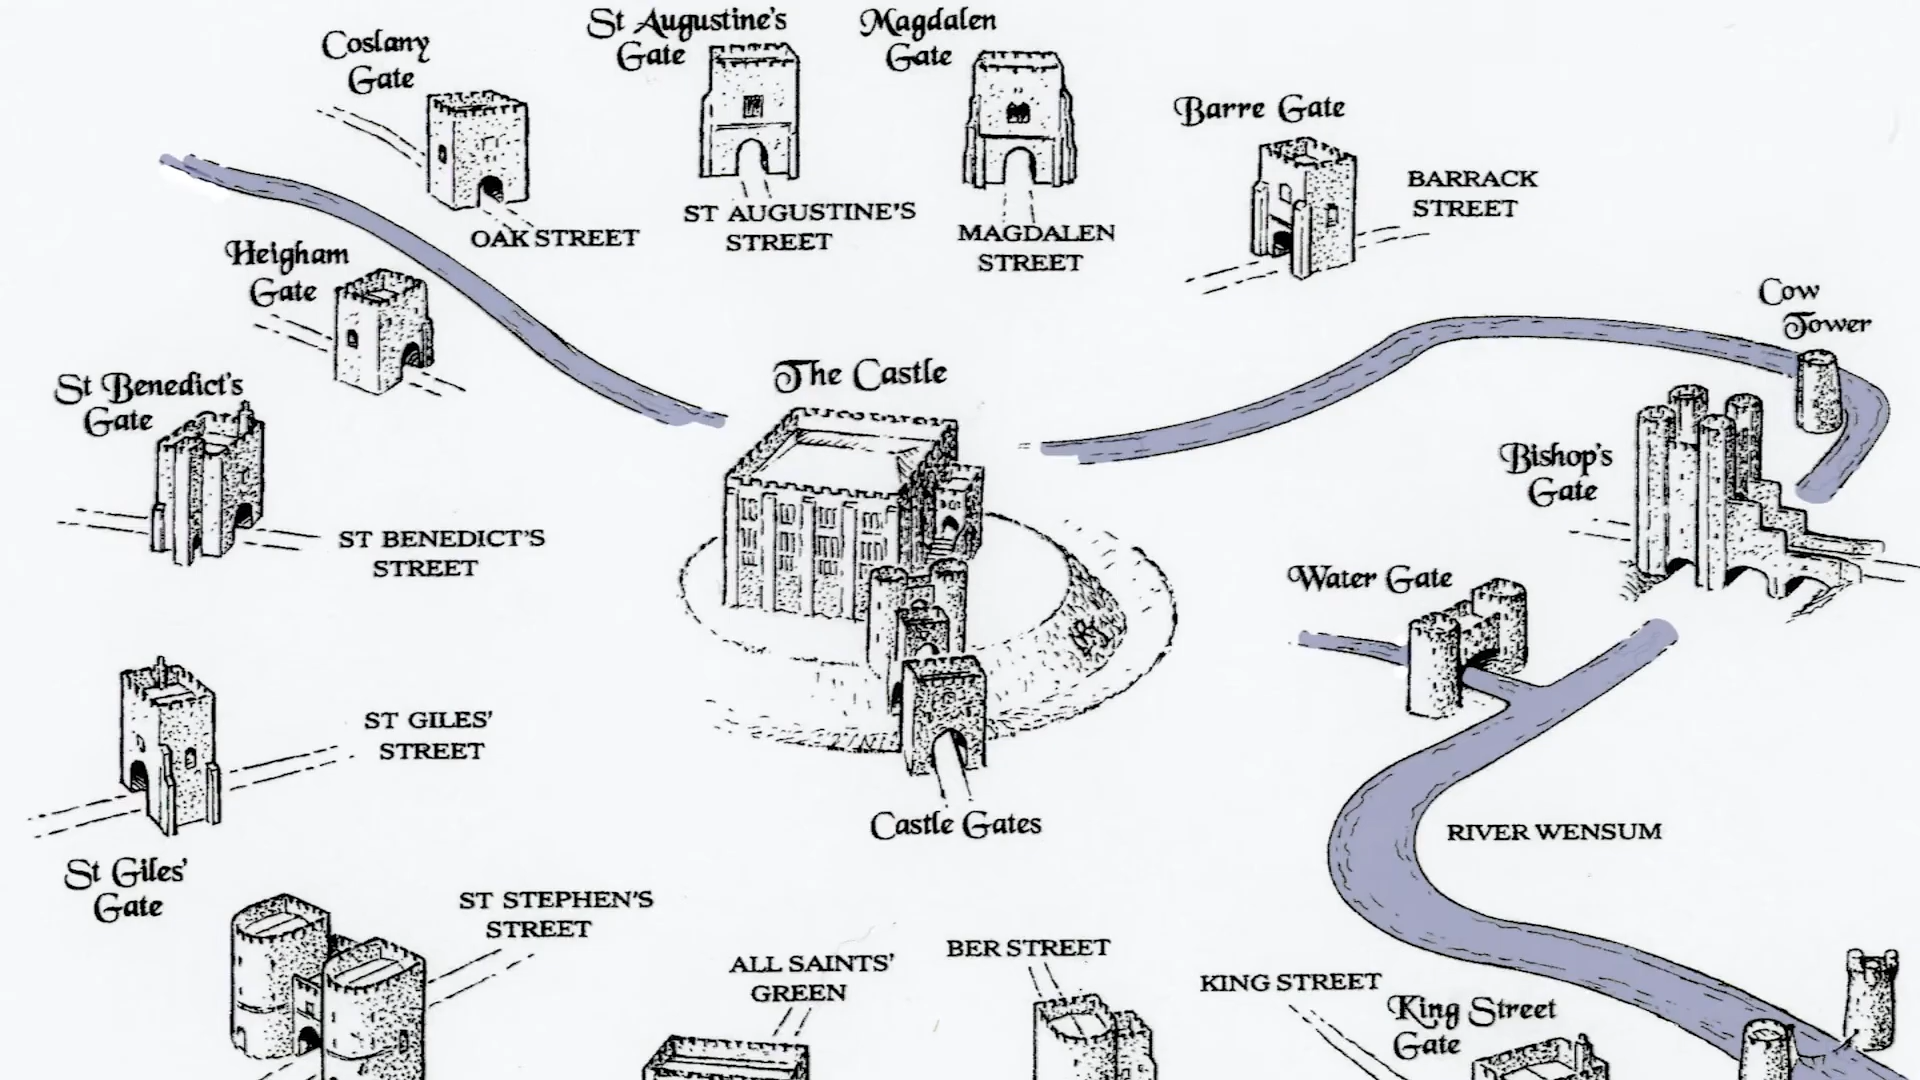 Coslany
Gate
St Augustine's
Gate
Magdalen
Gate
Barre Gate
BARRACK
STREET
OAK STREET
ST AUGUSTINE'S
STREET
MAGDALEN
STREET
Heigham
Gate
Cow
Tower
St Benedict's
Gate
The Castle
Bishop's
Gate
ST BENEDICT'S
STREET
Water Gate
ST GILES'
STREET
Castle Gates
RIVER WENSUM
St Giles'
Gate
ST STEPHEN'S
STREET
ALL SAINTS'
GREEN
BER STREET
KING STREET
King Street
Gate